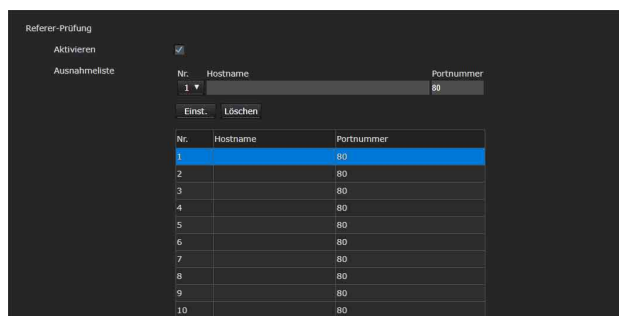 Referer-Prüfung
Aktivieren
Ausnahmeliste
Nr. Hostname Portnummer
1 80
Einst. Löschen
Nr. Hostname Portnummer
1 80
2 80
3 80
4 80
5 80
6 80
7 80
8 80
9 80
10 80